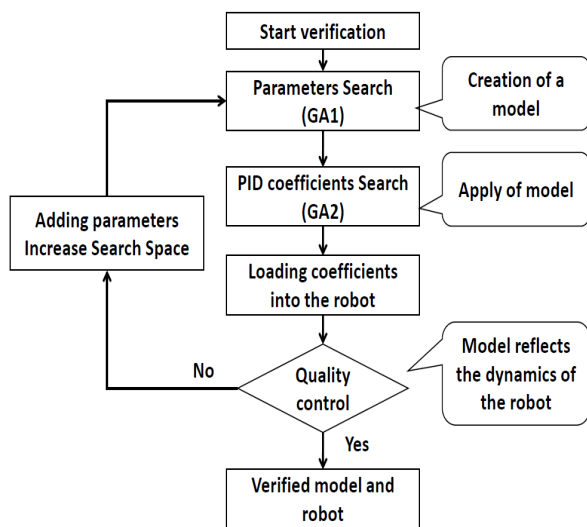 Start verification
Parameters Search
(GA1)
Creation of a
model
PID coefficients Search
(GA2)
Apply of model
Adding parameters
Increase Search Space
Loading coefficients
into the robot
No
Quality
control
Model reflects
the dynamics of
the robot
Yes
Verified model and
robot